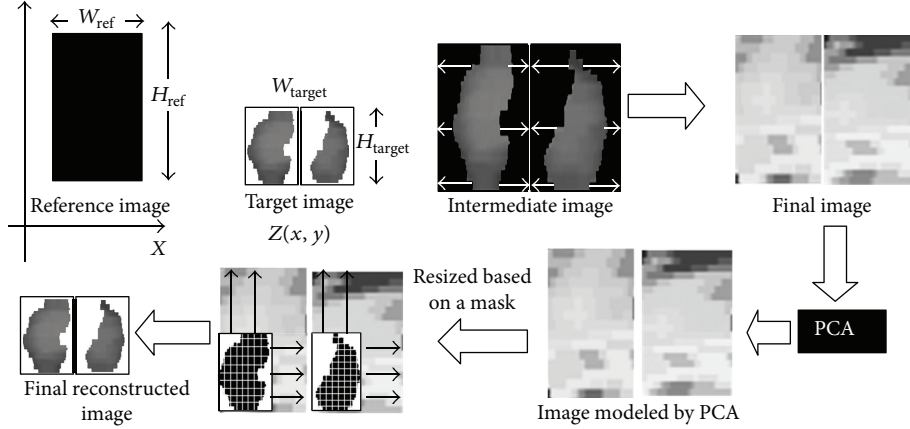 W_ref
H_ref
Reference image
X
W_target
H_target
Target image
Z(x, y)
Intermediate image
Final image
PCA
Image modeled by PCA
Resized based
on a mask
Final reconstructed
image